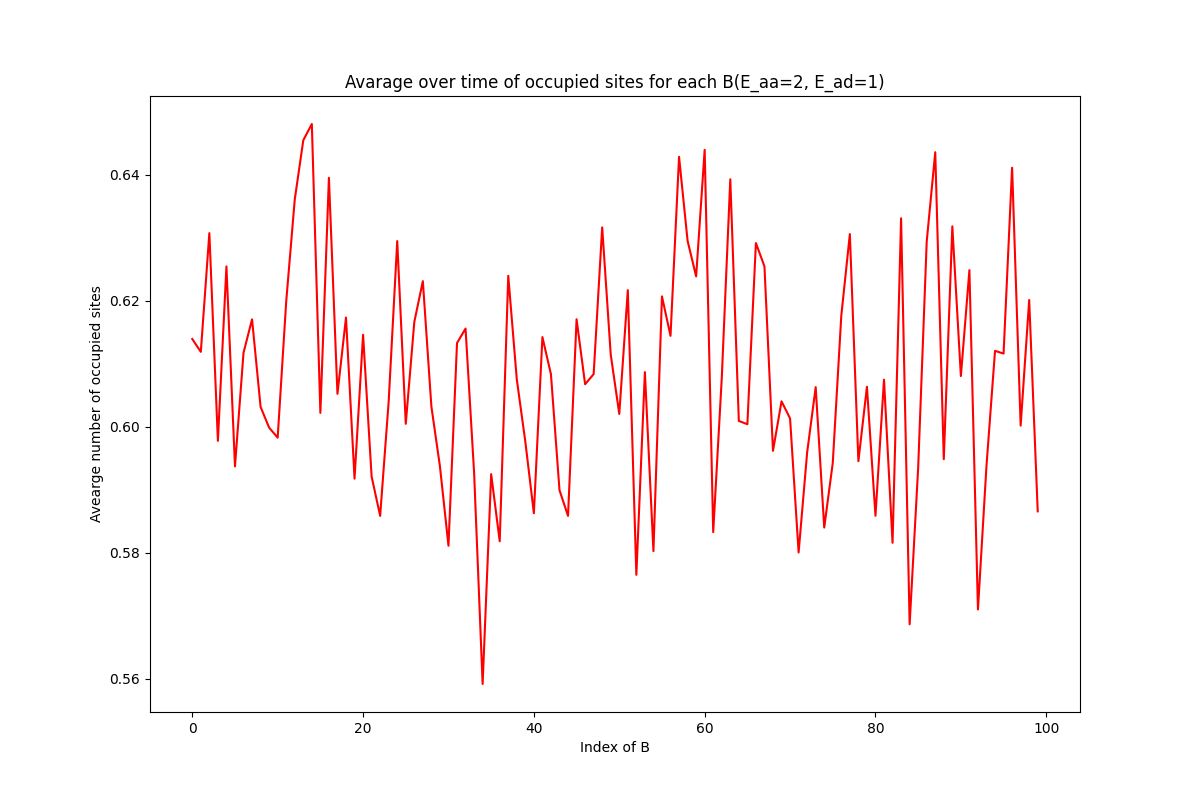 Avarage over time of occupied sites for each B(E_aa=2, E_ad=1)
Avearge number of occupied sites
0.64
0.62
0.60
0.58
0.56
0 20 40 60 80 100
Index of B